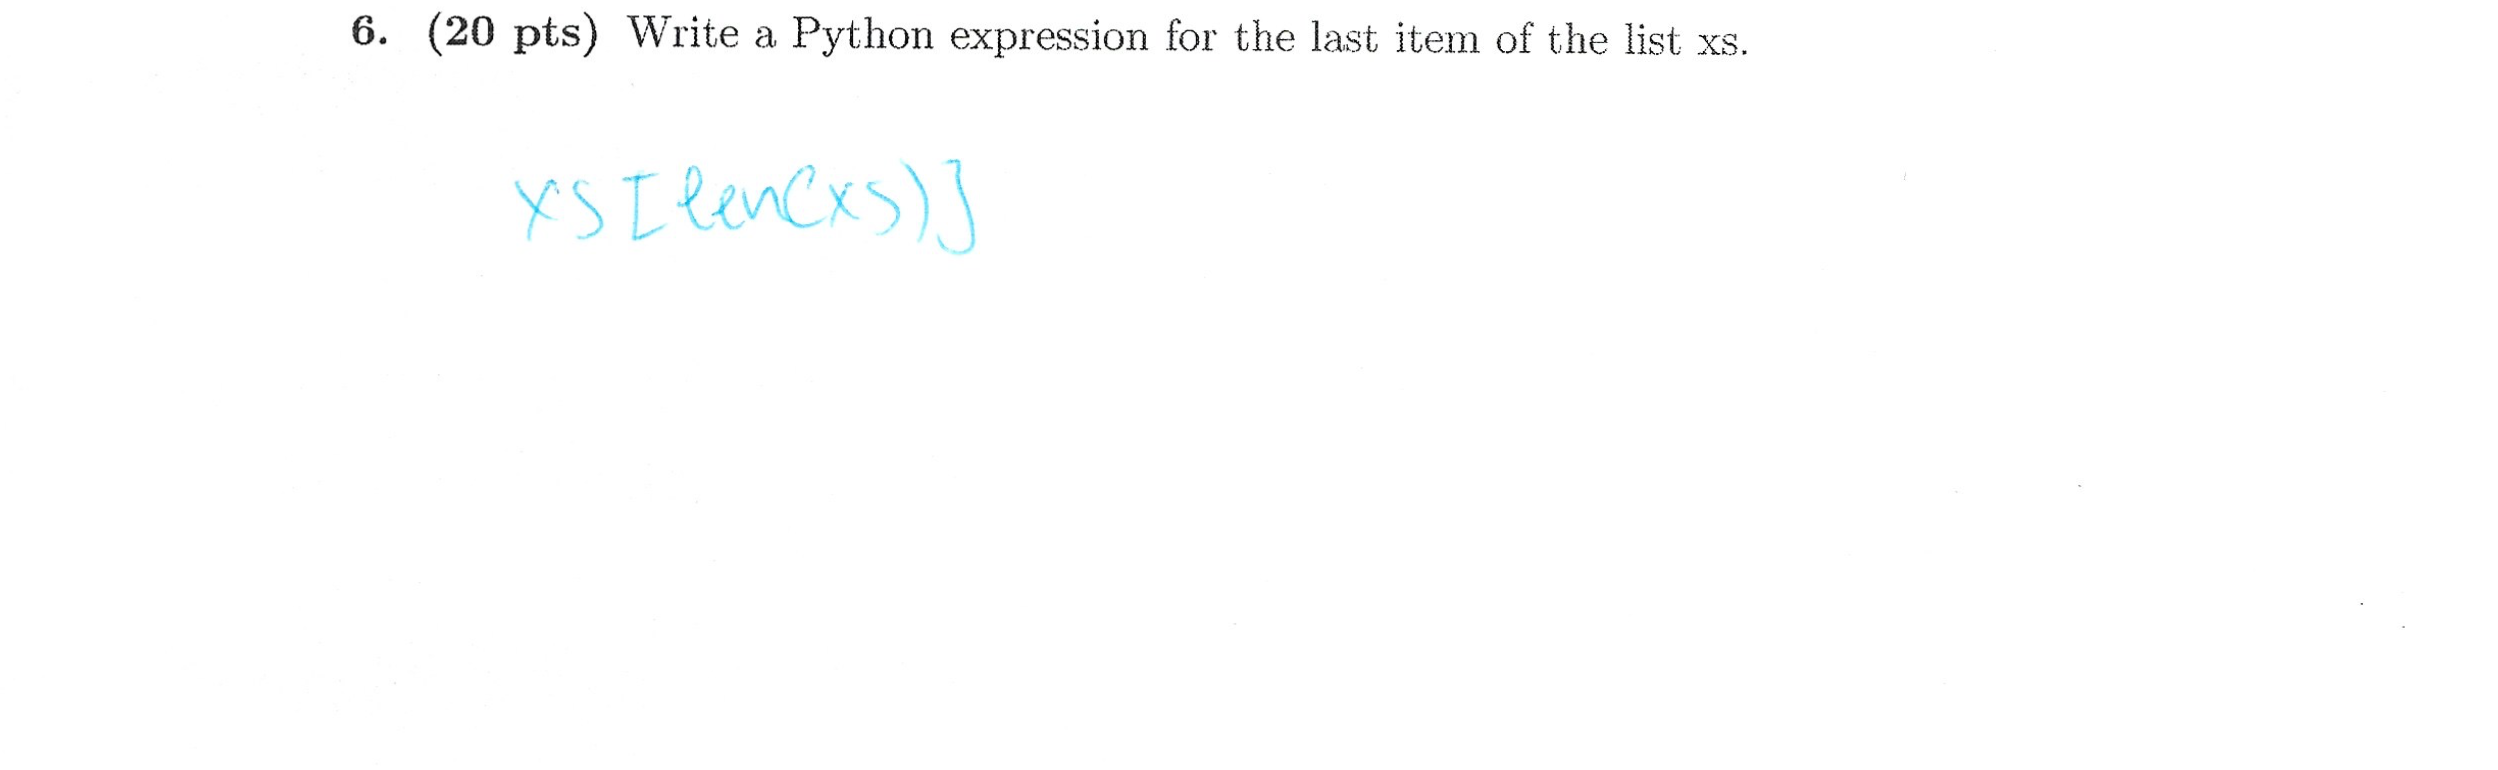 6. (20 pts) Write a Python expression for the last item of the list xs.
xs[len(xs)]